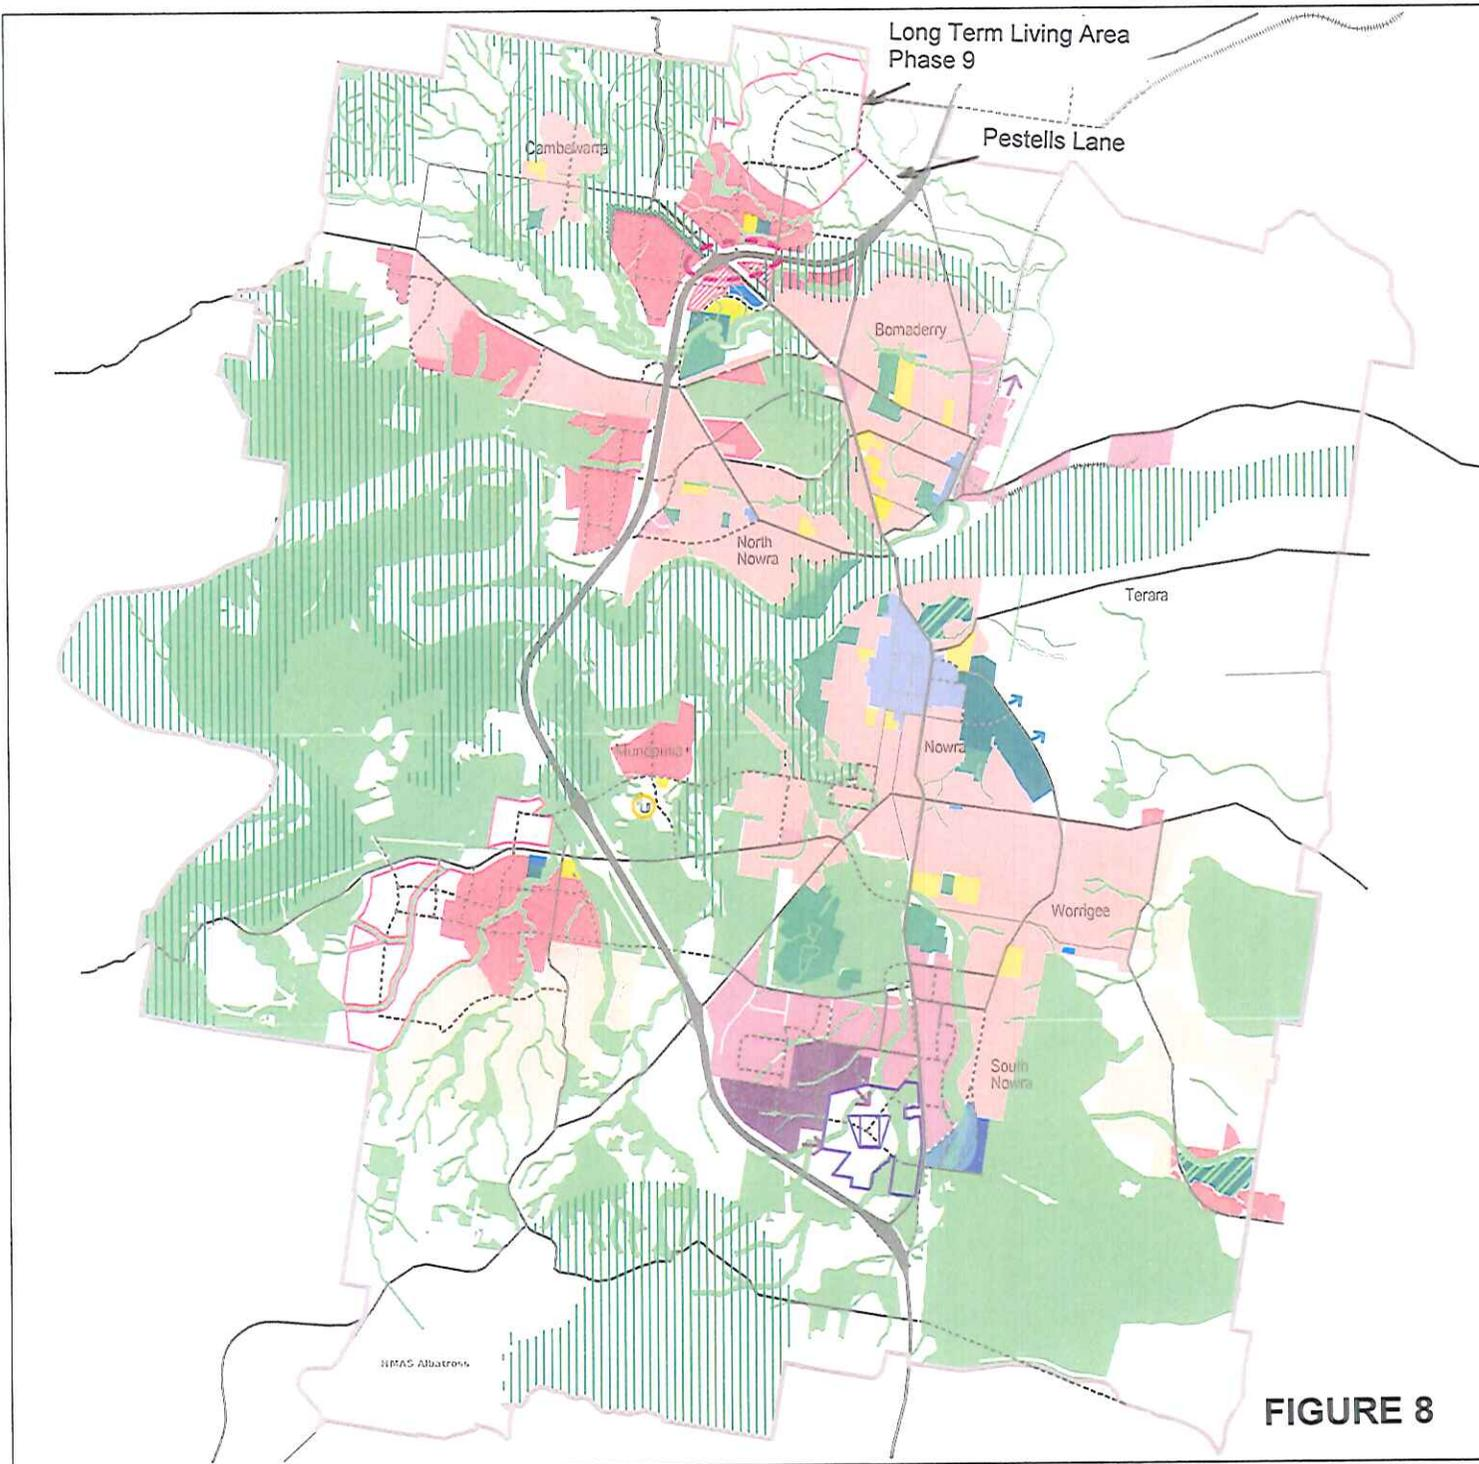 Long Term Living Area
Phase 9
Pestells Lane
Cambewarra
Bomaderry
North
Nowra
Terara
Nowra
Mundamia
Worrigee
South
Nowra
HMAS Albatross
FIGURE 8